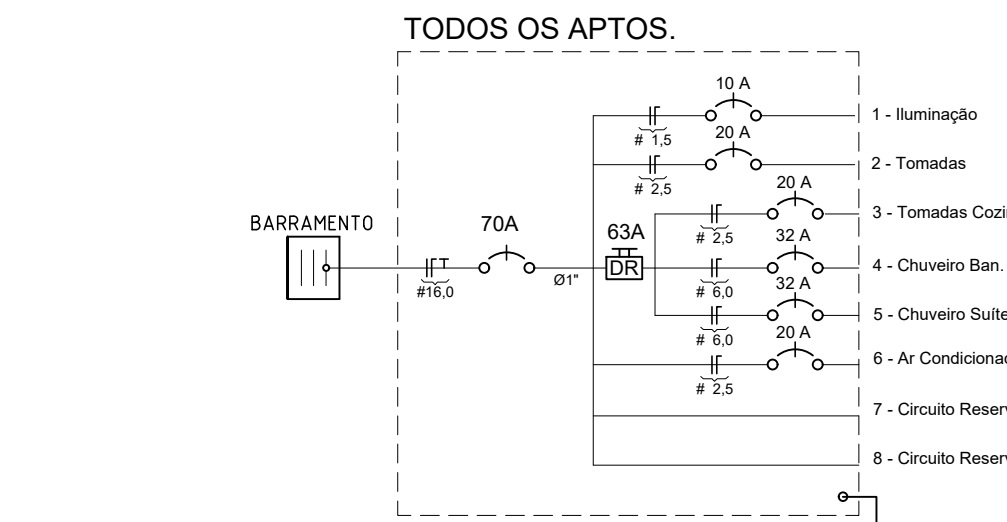 TODOS OS APTOS.
10 A
1 - Iluminação
# 1,5
20 A
2 - Tomadas
# 2,5
20 A
3 - Tomadas Cozi
# 2,5
BARRAMENTO
70A
63A
32 A
DR
4 - Chuveiro Ban.
#16,0
Ø1"
# 6,0
32 A
5 - Chuveiro Suíte
# 6,0
20 A
6 - Ar Condiciona
# 2,5
7 - Circuito Reser
8 - Circuito Reser